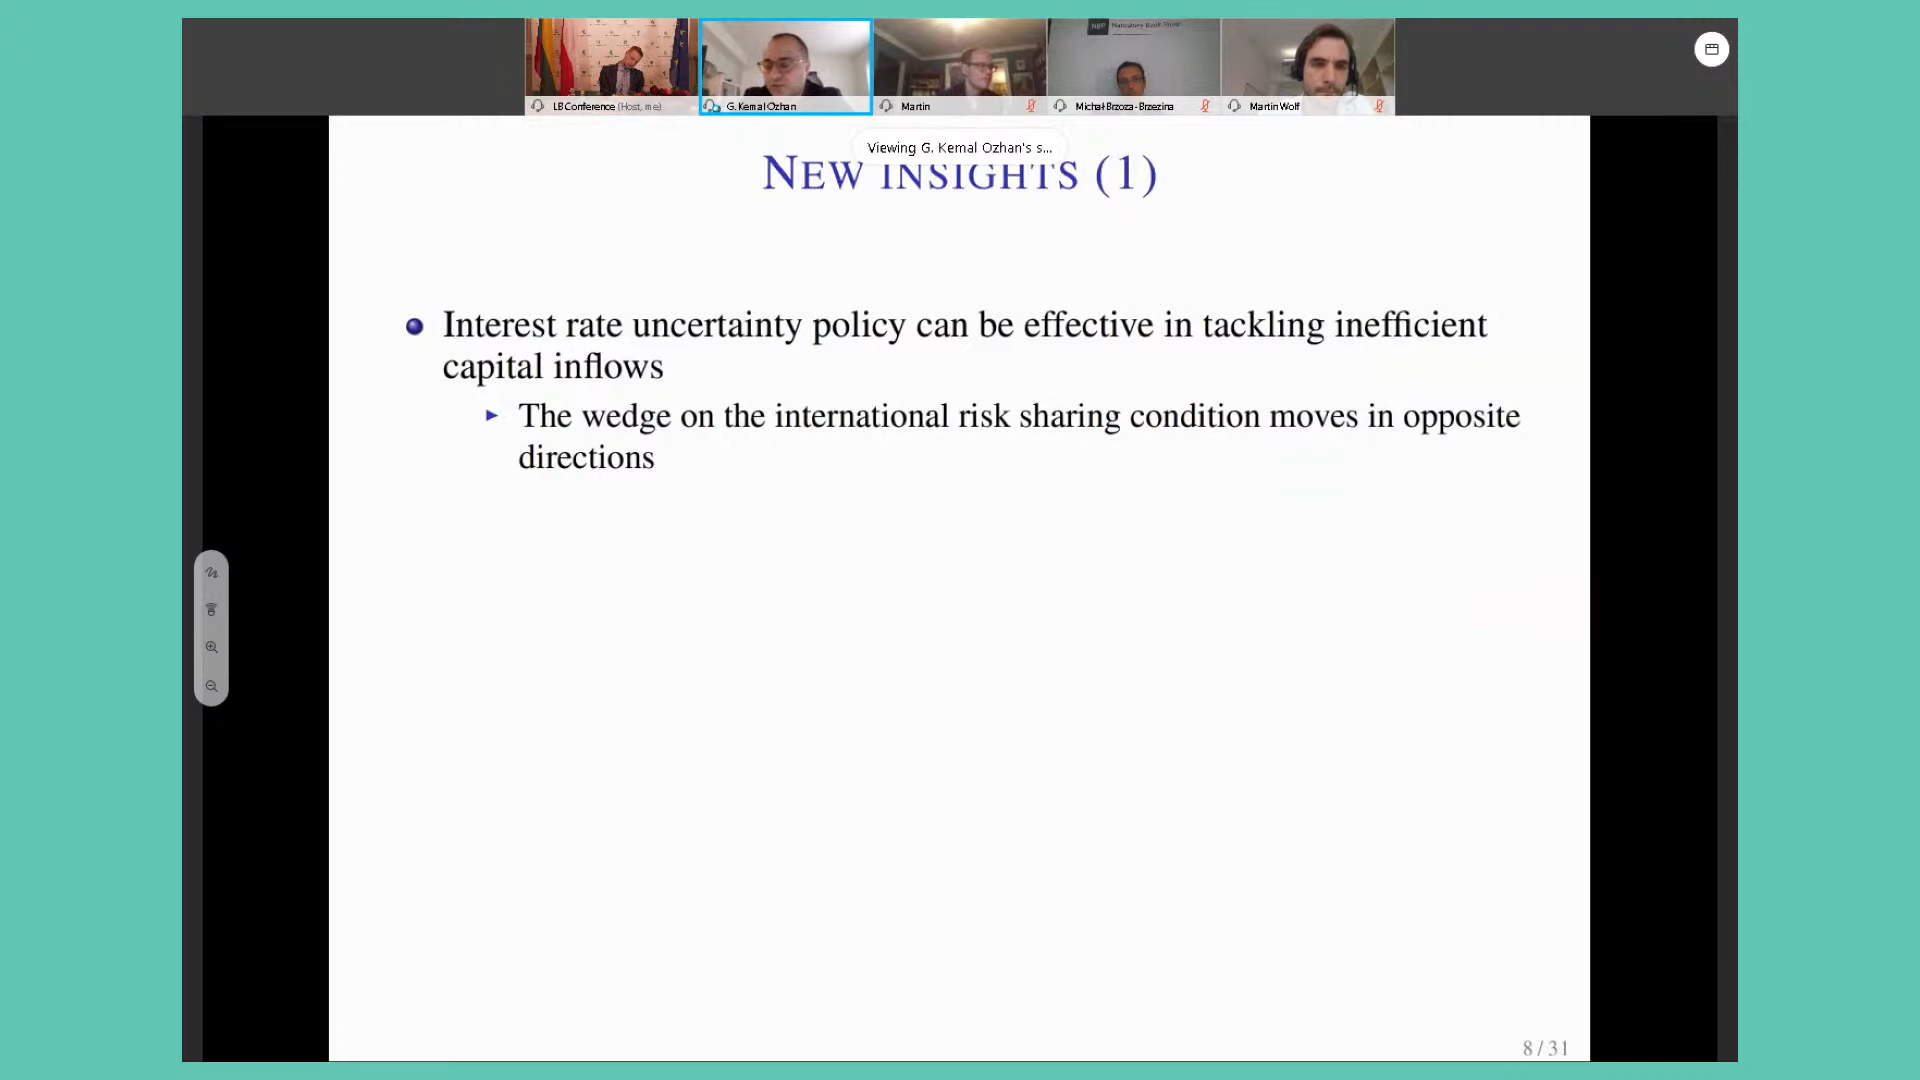 LB Conference (Host, me)
G. Kemal Ozhan
Martin
Michał Brzoza-Brzezina
Martin Wolf
NBP
Viewing G. Kemal Ozhan's s...
NEW INSIGHTS (1)
Interest rate uncertainty policy can be effective in tackling inefficient
capital inflows
The wedge on the international risk sharing condition moves in opposite
directions
8 / 31